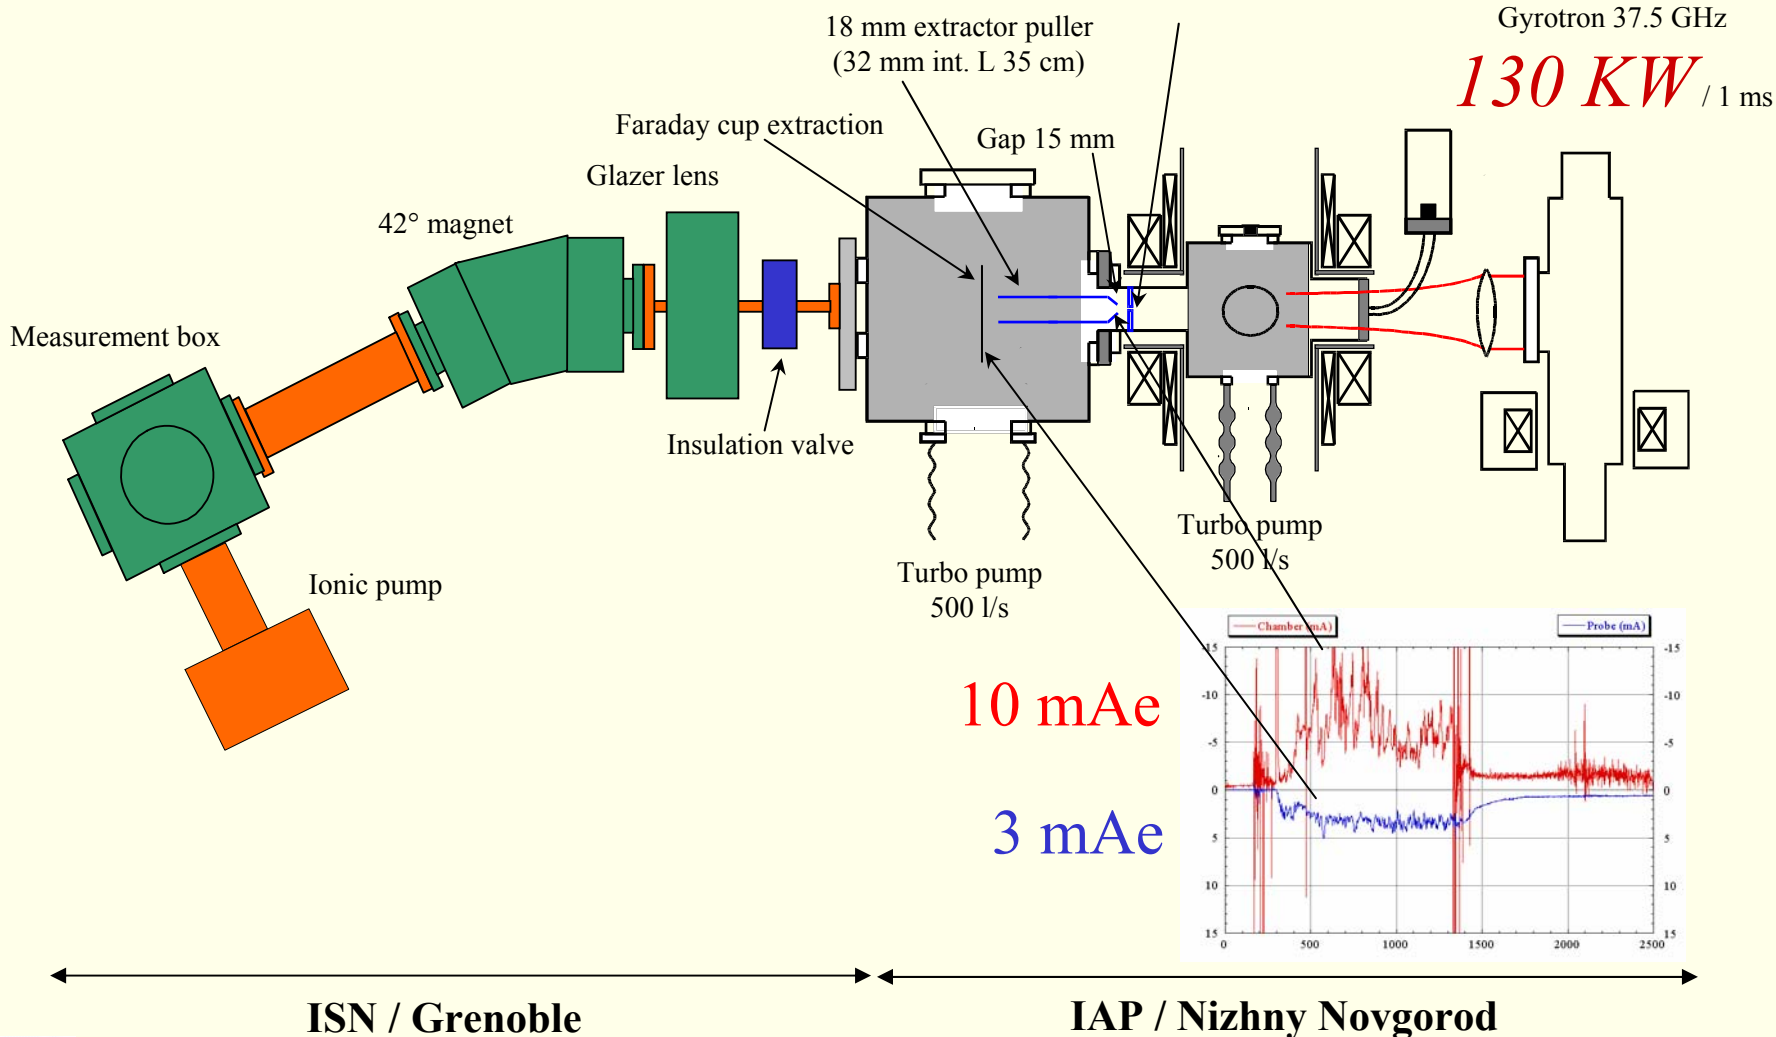 18 mm extractor puller
(32 mm int. L 35 cm)
Gyrotron 37.5 GHz
130 KW / 1 ms
Faraday cup extraction
Gap 15 mm
Glazer lens
42° magnet
Measurement box
Insulation valve
Ionic pump
Turbo pump
500 l/s
Turbo pump
500 l/s
Chamber (mA)
Probe (mA)
-15
-10
-5
0
5
10
15
-15
-10
-5
0
5
10
15
0 500 1000 1500 2000 2500
10 mAe
3 mAe
ISN / Grenoble
IAP / Nizhny Novgorod